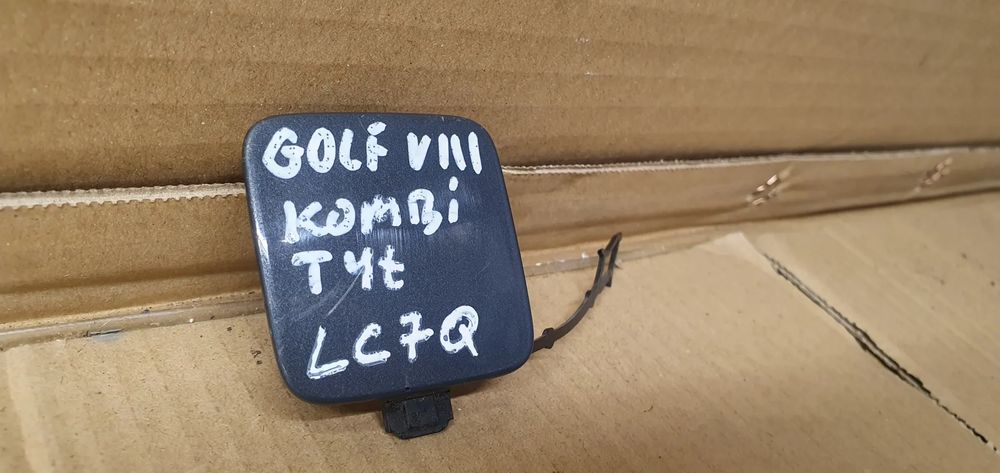 GOLF VIII
KOMBi
TYŁ
LC7Q